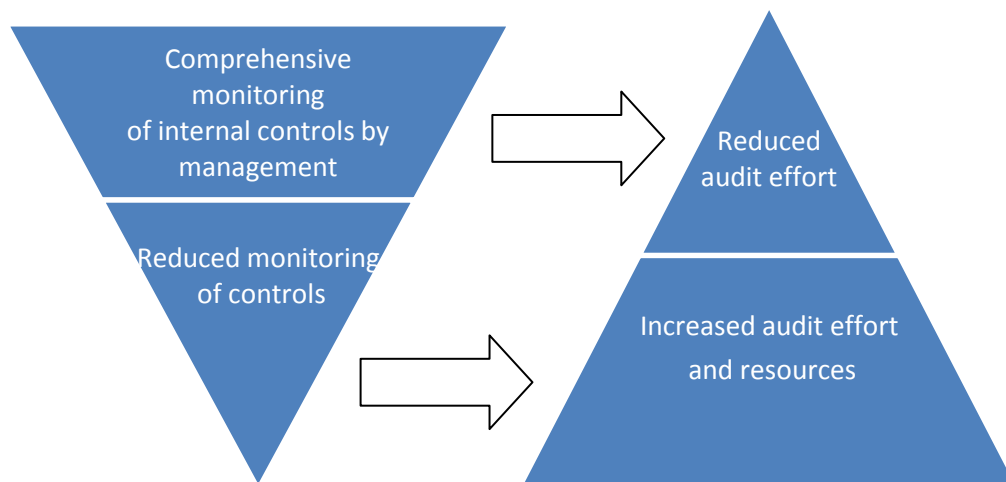 Comprehensive
monitoring
of internal controls by
management
Reduced monitoring
of controls
Reduced
audit effort
Increased audit effort
and resources